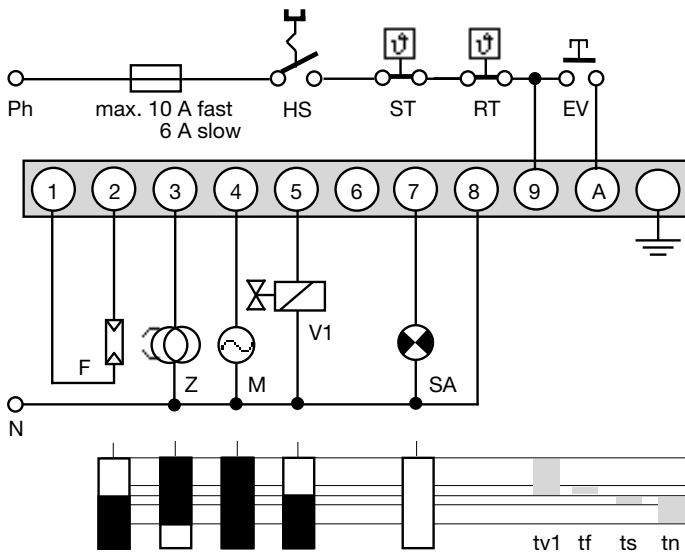 Ph
max. 10 A fast
6 A slow
HS
ST
RT
EV
ϑ
ϑ
1 2 3 4 5 6 7 8 9 A
F
Z
M
V1
SA
N
tv1 tf ts tn